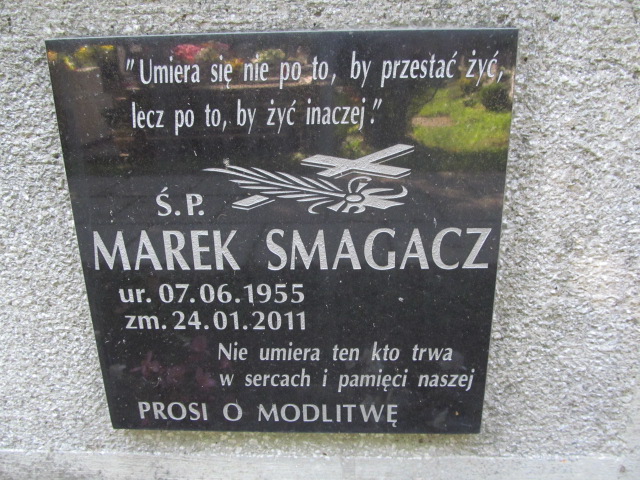 "Umiera się nie po to, by przestać żyć,
lecz po to, by żyć inaczej."
Ś.P.
MAREK SMAGACZ
ur. 07.06.1955
zm. 24.01.2011
Nie umiera ten kto trwa
w sercach i pamięci naszej
PROSI O MODLITWĘ